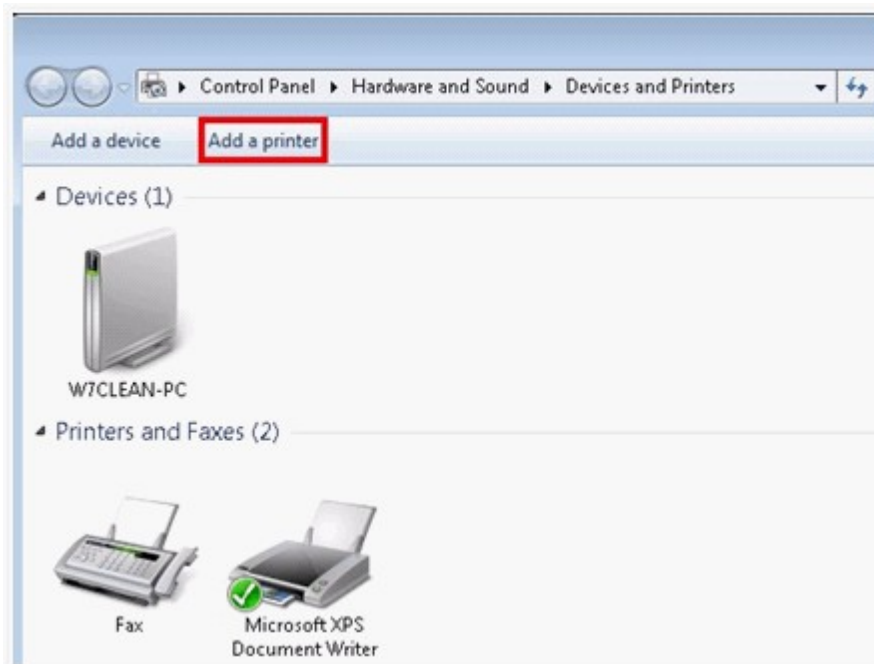 Control Panel Hardware and Sound Devices and Printers
Add a device Add a printer
Devices (1)
W7CLEAN-PC
Printers and Faxes (2)
Fax
Microsoft XPS
Document Writer